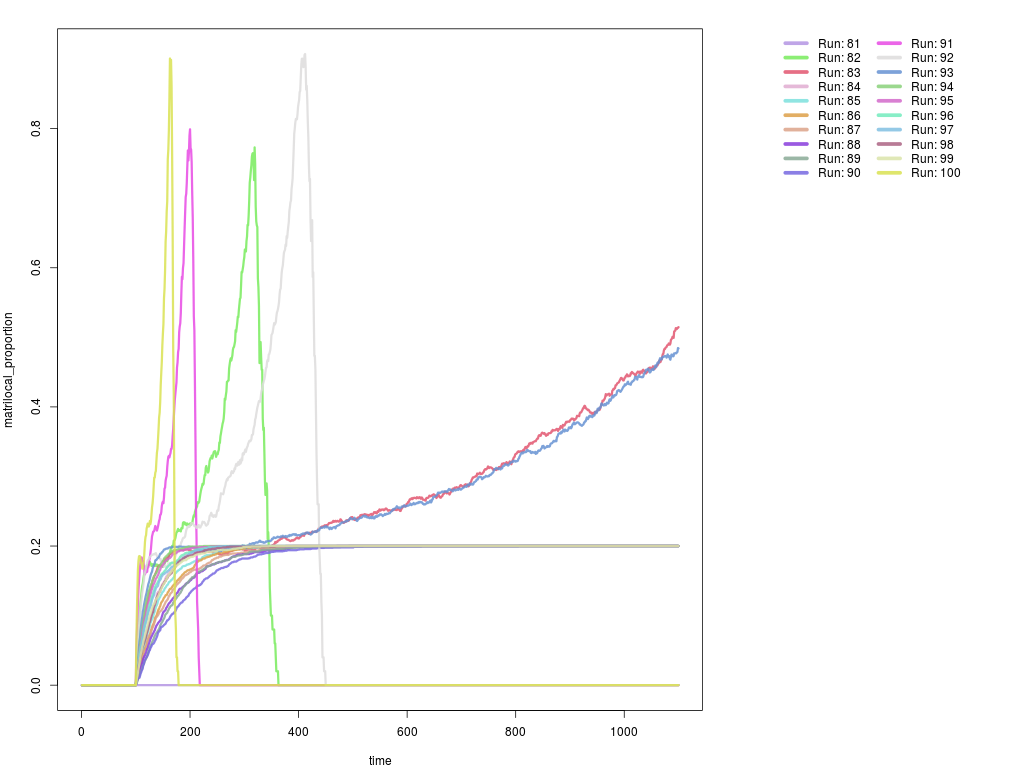 0.0
0.2
0.4
0.6
0.8
matrilocal_proportion
0
200
400
600
800
1000
time
Run: 81
Run: 82
Run: 83
Run: 84
Run: 85
Run: 86
Run: 87
Run: 88
Run: 89
Run: 90
Run: 91
Run: 92
Run: 93
Run: 94
Run: 95
Run: 96
Run: 97
Run: 98
Run: 99
Run: 100